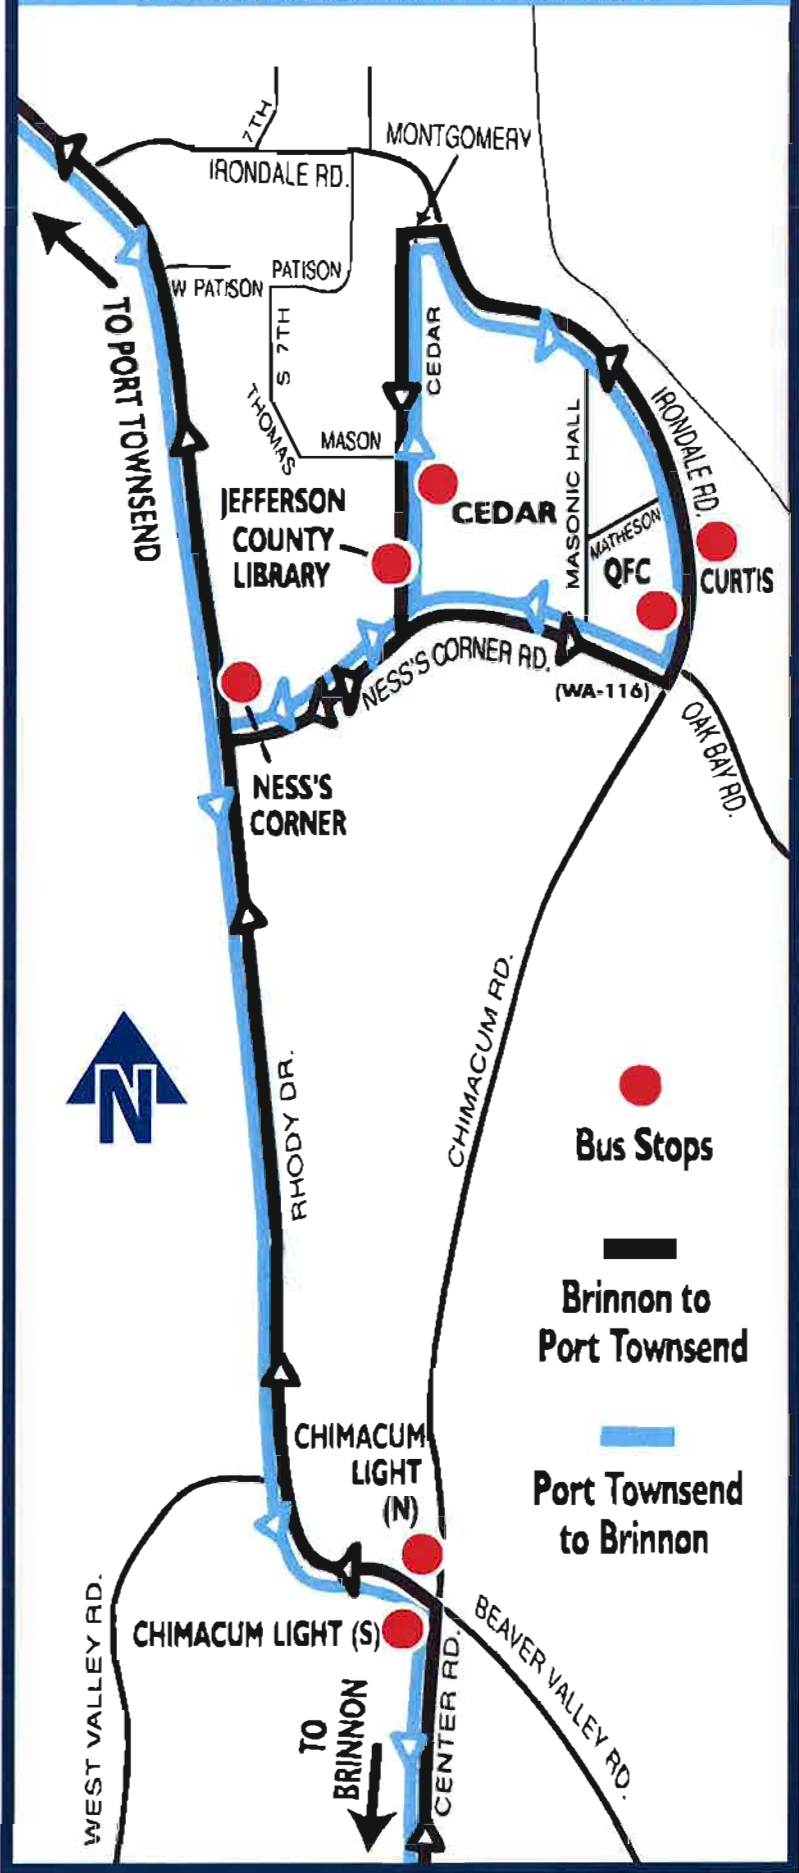 7TH
MONTGOMERY
IRONDALE RD.
PATISON
W PATISON
TO PORT TOWNSEND
S 7TH
CEDAR
THOMAS
MASON
MASONIC HALL
IRONDALE RD.
JEFFERSON
COUNTY
LIBRARY
CEDAR
MATHESON
QFC
CURTIS
NESS'S CORNER RD.
(WA-116)
OAK BAY RD.
NESS'S
CORNER
CHIMACUM RD.
N
RHODY DR.
Bus Stops
Brinnon to
Port Townsend
CHIMACUM
LIGHT
(N)
Port Townsend
to Brinnon
WEST VALLEY RD.
CHIMACUM LIGHT (S)
BEAVER VALLEY RD.
TO
BRINNON
CENTER RD.